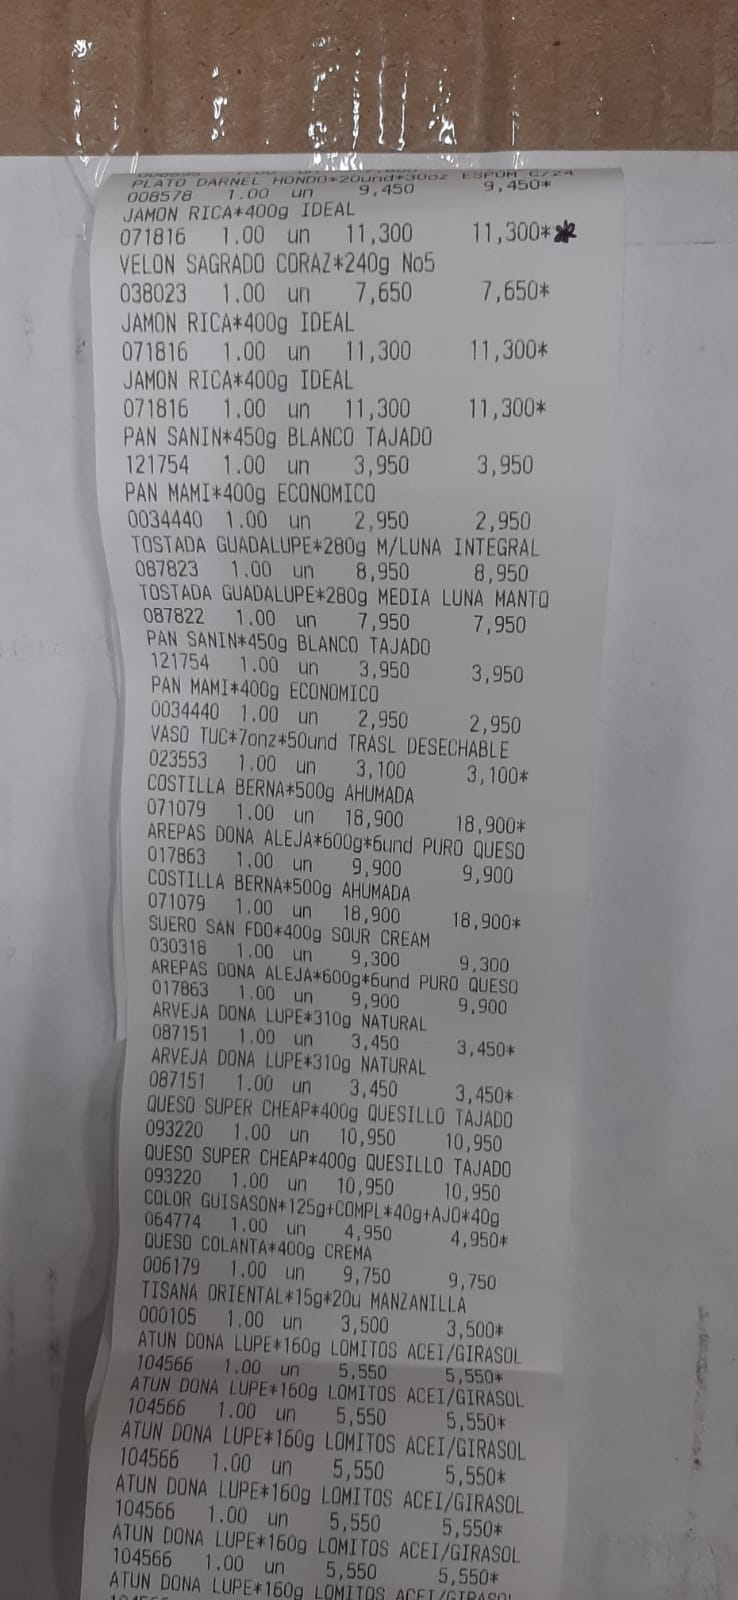 PLATO DARNEL HONDO*20und*30oz ESPUM C/24
008578 1.00 un 9,450 9,450*
JAMON RICA*400g IDEAL
071816 1.00 un 11,300 11,300*
VELON SAGRADO CORAZ*240g No5
038023 1.00 un 7,650 7,650*
JAMON RICA*400g IDEAL
071816 1.00 un 11,300 11,300*
JAMON RICA*400g IDEAL
071816 1.00 un 11,300 11,300*
PAN SANIN*450g BLANCO TAJADO
121754 1.00 un 3,950 3,950
PAN MAMI*400g ECONOMICO
0034440 1.00 un 2,950 2,950
TOSTADA GUADALUPE*280g M/LUNA INTEGRAL
087823 1.00 un 8,950 8,950
TOSTADA GUADALUPE*280g MEDIA LUNA MANTQ
087822 1.00 un 7,950 7,950
PAN SANIN*450g BLANCO TAJADO
121754 1.00 un 3,950 3,950
PAN MAMI*400g ECONOMICO
0034440 1.00 un 2,950 2,950
VASO TUC*7onz*50und TRASL DESECHABLE
023553 1.00 un 3,100 3,100*
COSTILLA BERNA*500g AHUMADA
071079 1.00 un 18,900 18,900*
AREPAS DONA ALEJA*600g*6und PURO QUESO
017863 1.00 un 9,900 9,900
COSTILLA BERNA*500g AHUMADA
071079 1.00 un 18,900 18,900*
SUERO SAN FDO*400g SOUR CREAM
030318 1.00 un 9,300 9,300
AREPAS DONA ALEJA*600g*6und PURO QUESO
017863 1.00 un 9,900 9,900
ARVEJA DONA LUPE*310g NATURAL
087151 1.00 un 3,450 3,450*
ARVEJA DONA LUPE*310g NATURAL
087151 1.00 un 3,450 3,450*
QUESO SUPER CHEAP*400g QUESILLO TAJADO
093220 1.00 un 10,950 10,950
QUESO SUPER CHEAP*400g QUESILLO TAJADO
093220 1.00 un 10,950 10,950
COLOR GUISASON*125g+COMPL*40g+AJO*40g
064774 1.00 un 4,950 4,950*
QUESO COLANTA*400g CREMA
006179 1.00 un 9,750 9,750
TISANA ORIENTAL*15g*20u MANZANILLA
000105 1.00 un 3,500 3,500*
ATUN DONA LUPE*160g LOMITOS ACEI/GIRASOL
104566 1.00 un 5,550 5,550*
ATUN DONA LUPE*160g LOMITOS ACEI/GIRASOL
104566 1.00 un 5,550 5,550*
ATUN DONA LUPE*160g LOMITOS ACEI/GIRASOL
104566 1.00 un 5,550 5,550*
ATUN DONA LUPE*160g LOMITOS ACEI/GIRASOL
104566 1.00 un 5,550 5,550*
ATUN DONA LUPE*160g LOMITOS ACEI/GIRASOL
104566 1.00 un 5,550 5,550*
ATUN DONA LUPE*160g LOMITOS ACEI/GIRASOL